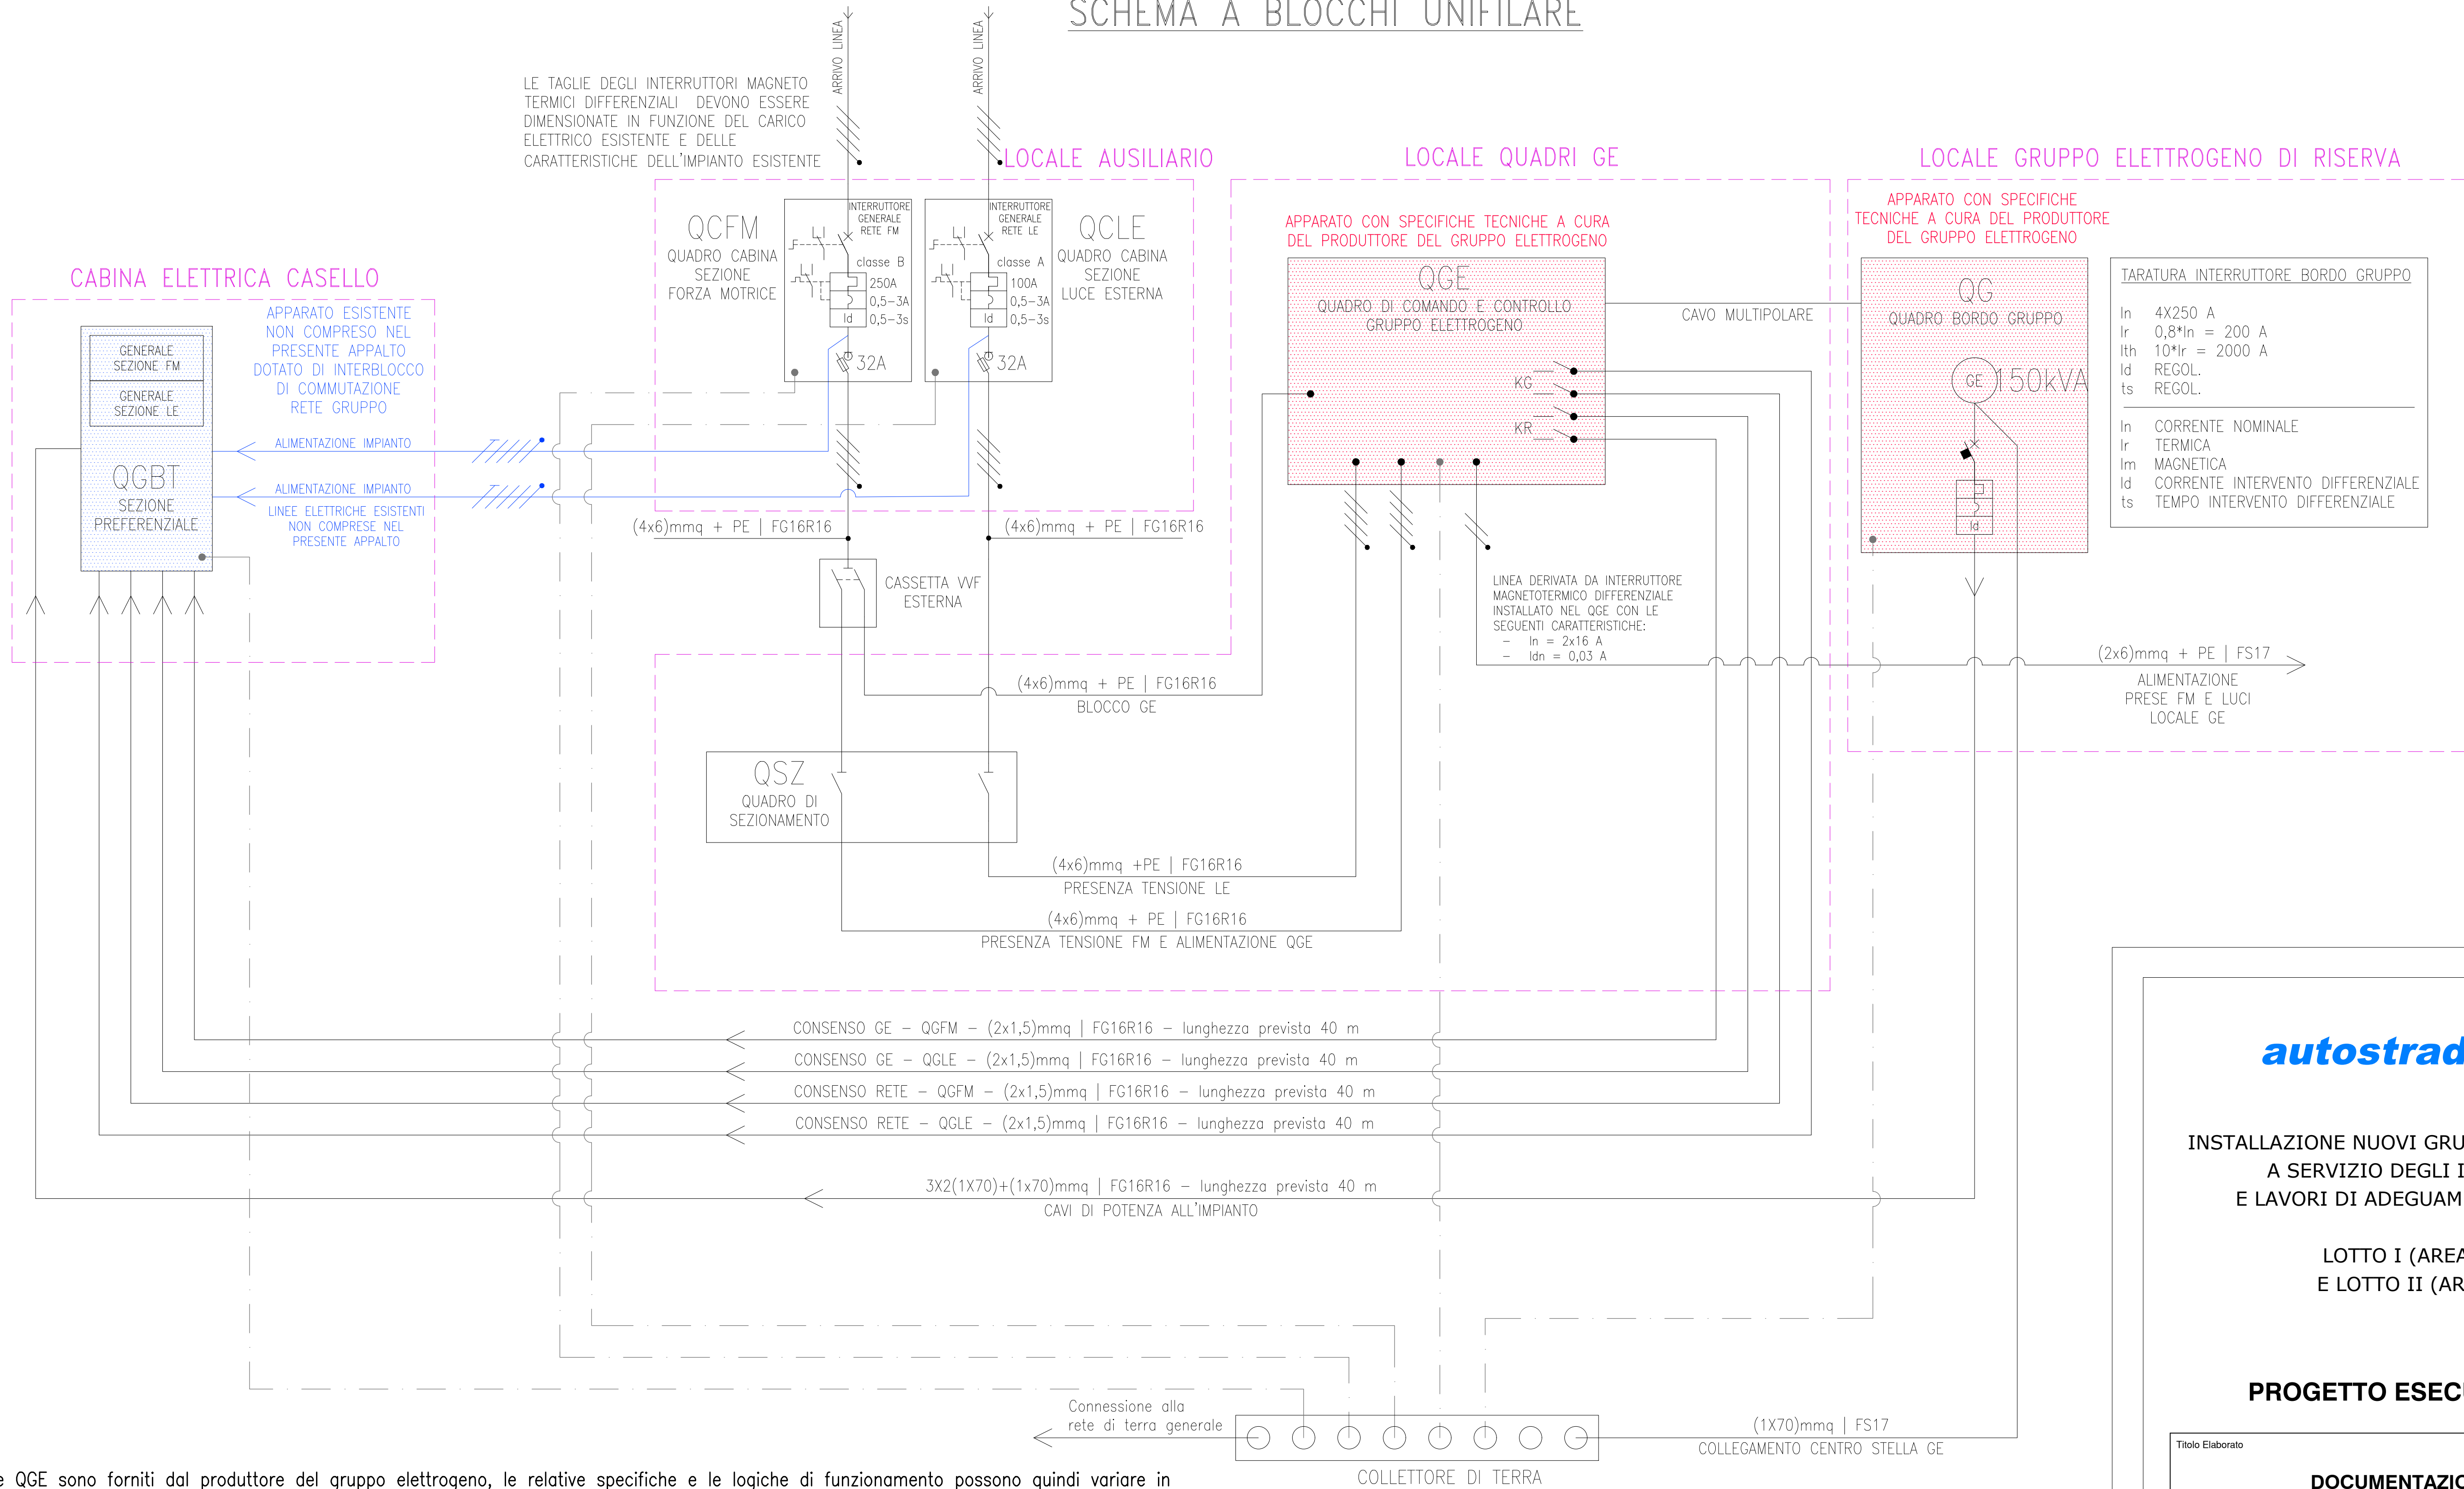 SCHEMA A BLOCCHI UNIFILARE
ARRIVO LINEA
ARRIVO LINEA
LE TAGLIE DEGLI INTERRUTTORI MAGNETO
TERMICI DIFFERENZIALI DEVONO ESSERE
DIMENSIONATE IN FUNZIONE DEL CARICO
ELETTRICO ESISTENTE E DELLE
CARATTERISTICHE DELL'IMPIANTO ESISTENTE
LOCALE AUSILIARIO
LOCALE QUADRI GE
LOCALE GRUPPO ELETTROGENO DI RISERVA
CABINA ELETTRICA CASELLO
APPARATO ESISTENTE
NON COMPRESO NEL
PRESENTE APPALTO
DOTATO DI INTERBLOCCO
DI COMMUTAZIONE
RETE GRUPPO
GENERALE
SEZIONE FM
GENERALE
SEZIONE LE
QGBT
SEZIONE
PREFERENZIALE
ALIMENTAZIONE IMPIANTO
ALIMENTAZIONE IMPIANTO
LINEE ELETTRICHE ESISTENTI
NON COMPRESE NEL
PRESENTE APPALTO
QCFM
QUADRO CABINA
SEZIONE
FORZA MOTRICE
INTERRUTTORE
GENERALE
RETE FM
classe B
250A
0,5-3A
Id
0,5-3s
32A
INTERRUTTORE
GENERALE
RETE LE
classe A
100A
0,5-3A
Id
0,5-3s
32A
QCLE
QUADRO CABINA
SEZIONE
LUCE ESTERNA
(4x6)mmq + PE | FG16R16
(4x6)mmq + PE | FG16R16
CASSETTA VVF
ESTERNA
(4x6)mmq + PE | FG16R16
BLOCCO GE
QSZ
QUADRO DI
SEZIONAMENTO
(4x6)mmq +PE | FG16R16
PRESENZA TENSIONE LE
(4x6)mmq + PE | FG16R16
PRESENZA TENSIONE FM E ALIMENTAZIONE QGE
APPARATO CON SPECIFICHE TECNICHE A CURA
DEL PRODUTTORE DEL GRUPPO ELETTROGENO
QGE
QUADRO DI COMANDO E CONTROLLO
GRUPPO ELETTROGENO
KG
KR
CAVO MULTIPOLARE
LINEA DERIVATA DA INTERRUTTORE
MAGNETOTERMICO DIFFERENZIALE
INSTALLATO NEL QGE CON LE
SEGUENTI CARATTERISTICHE:
- In = 2x16 A
- Idn = 0,03 A
APPARATO CON SPECIFICHE
TECNICHE A CURA DEL PRODUTTORE
DEL GRUPPO ELETTROGENO
QG
QUADRO BORDO GRUPPO
GE
150kVA
Id
TARATURA INTERRUTTORE BORDO GRUPPO
In 4X250 A
Ir 0,8*In = 200 A
Ith 10*Ir = 2000 A
Id REGOL.
ts REGOL.
In CORRENTE NOMINALE
Ir TERMICA
Im MAGNETICA
Id CORRENTE INTERVENTO DIFFERENZIALE
ts TEMPO INTERVENTO DIFFERENZIALE
(2x6)mmq + PE | FS17
ALIMENTAZIONE
PRESE FM E LUCI
LOCALE GE
CONSENSO GE - QGFM - (2x1,5)mmq | FG16R16 - lunghezza prevista 40 m
CONSENSO GE - QGLE - (2x1,5)mmq | FG16R16 - lunghezza prevista 40 m
CONSENSO RETE - QGFM - (2x1,5)mmq | FG16R16 - lunghezza prevista 40 m
CONSENSO RETE - QGLE - (2x1,5)mmq | FG16R16 - lunghezza prevista 40 m
3X2(1X70)+(1x70)mmq | FG16R16 - lunghezza prevista 40 m
CAVI DI POTENZA ALL'IMPIANTO
Connessione alla
rete di terra generale
COLLETTORE DI TERRA
(1X70)mmq | FS17
COLLEGAMENTO CENTRO STELLA GE
e QGE sono forniti dal produttore del gruppo elettrogeno, le relative specifiche e le logiche di funzionamento possono quindi variare in
autostrad
INSTALLAZIONE NUOVI GRU
A SERVIZIO DEGLI I
E LAVORI DI ADEGUAM
LOTTO I (AREA
E LOTTO II (AR
PROGETTO ESEC
Titolo Elaborato
DOCUMENTAZIO